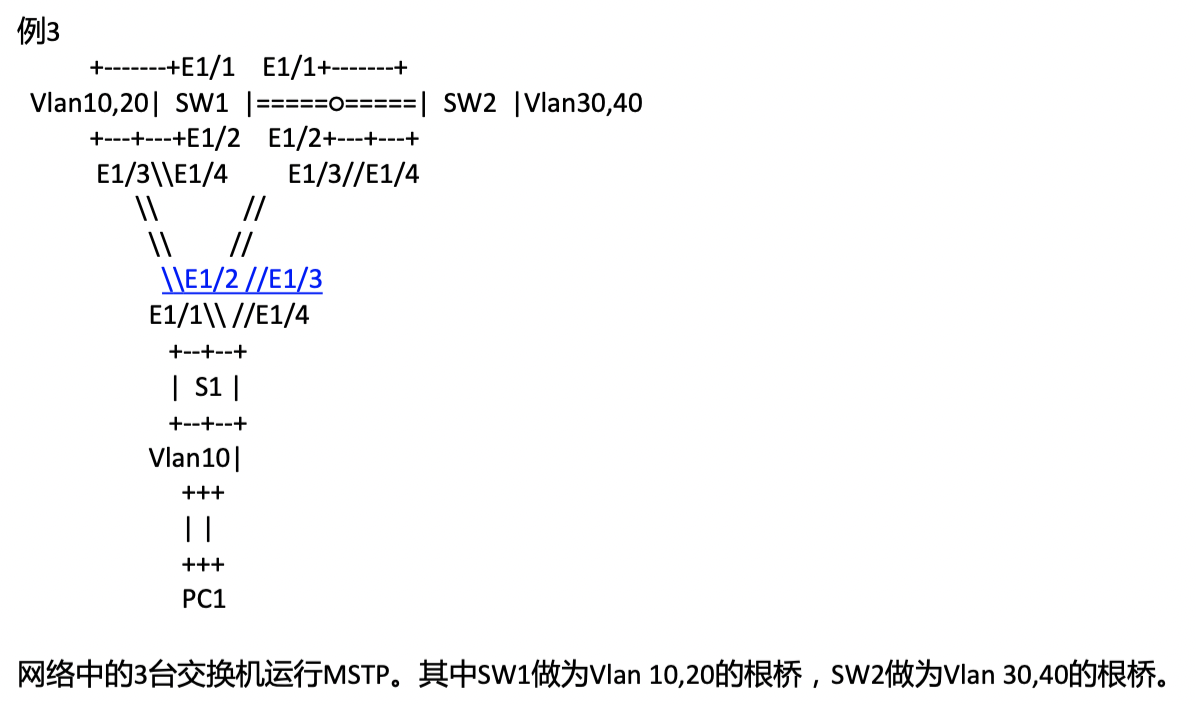 例3
+-------+E1/1 E1/1+-------+
Vlan10,20| SW1 |=====o=====| SW2 |Vlan30,40
+---+---+E1/2 E1/2+---+---+
E1/3\\E1/4 E1/3//E1/4
\\ //
\\ //
\\E1/2 //E1/3
E1/1\\ //E1/4
+--+--+
| S1 |
+--+--+
Vlan10|
+++
| |
+++
PC1
网络中的3台交换机运行MSTP。其中SW1做为Vlan 10,20的根桥，SW2做为Vlan 30,40的根桥。